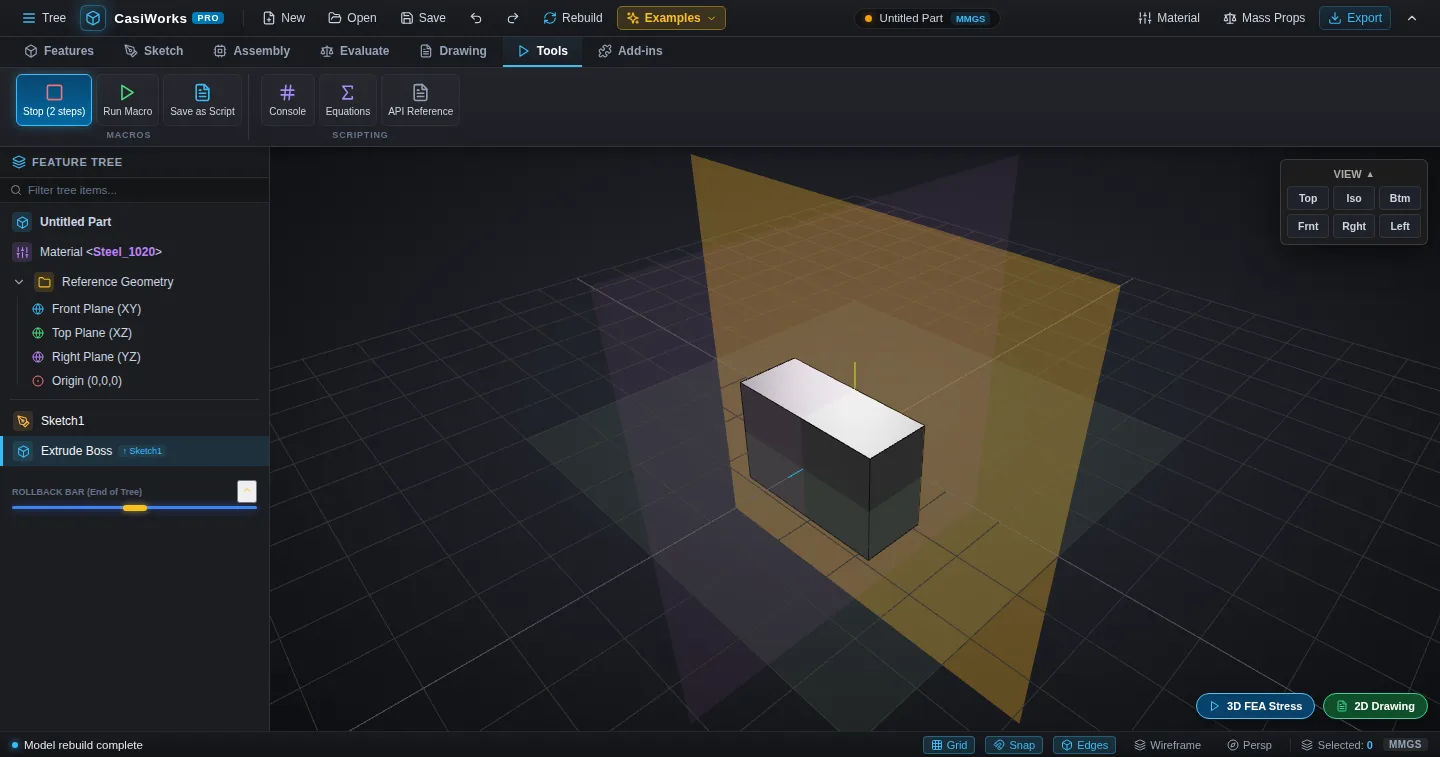 Tree CasiWorks PRO New Open Save Rebuild Examples Untitled Part MMGS Material Mass Props Export
Features Sketch Assembly Evaluate Drawing Tools Add-ins
Stop (2 steps) Run Macro Save as Script Console Equations API Reference
MACROS SCRIPTING
FEATURE TREE
Filter tree items...
Untitled Part
Material <Steel_1020>
Reference Geometry
Front Plane (XY)
Top Plane (XZ)
Right Plane (YZ)
Origin (0,0,0)
Sketch1
Extrude Boss ↑ Sketch1
ROLLBACK BAR (End of Tree)
VIEW ▲
Top Iso Btm
Frnt Rght Left
3D FEA Stress 2D Drawing
Model rebuild complete Grid Snap Edges Wireframe Persp Selected: 0 MMGS